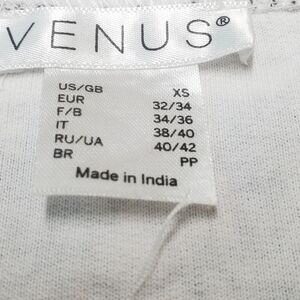 VENUS®
US/GB XS
EUR 32/34
F/B 34/36
IT 38/40
RU/UA 40/42
BR PP
Made in India